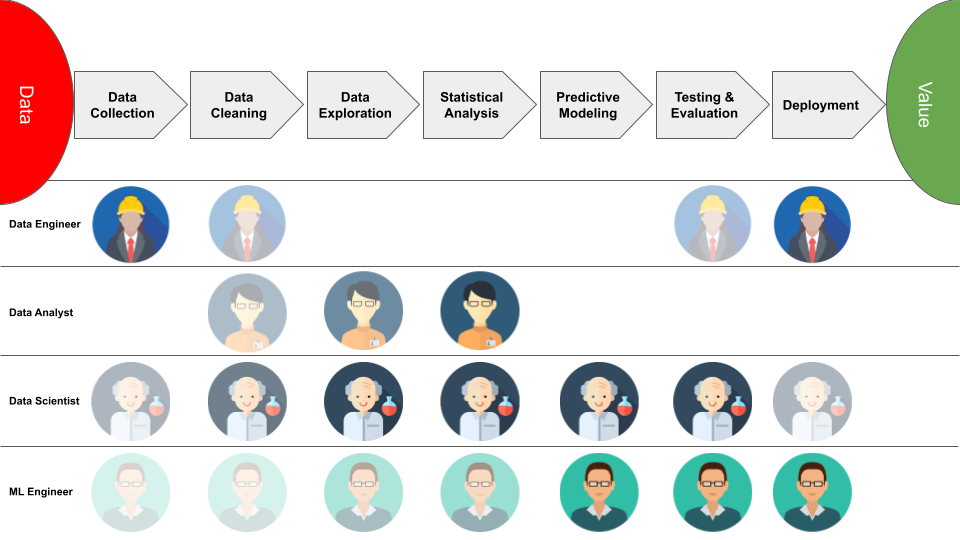 Data
Data
Collection
Data
Cleaning
Data
Exploration
Statistical
Analysis
Predictive
Modeling
Testing &
Evaluation
Deployment
Value
Data Engineer
Data Analyst
Data Scientist
ML Engineer